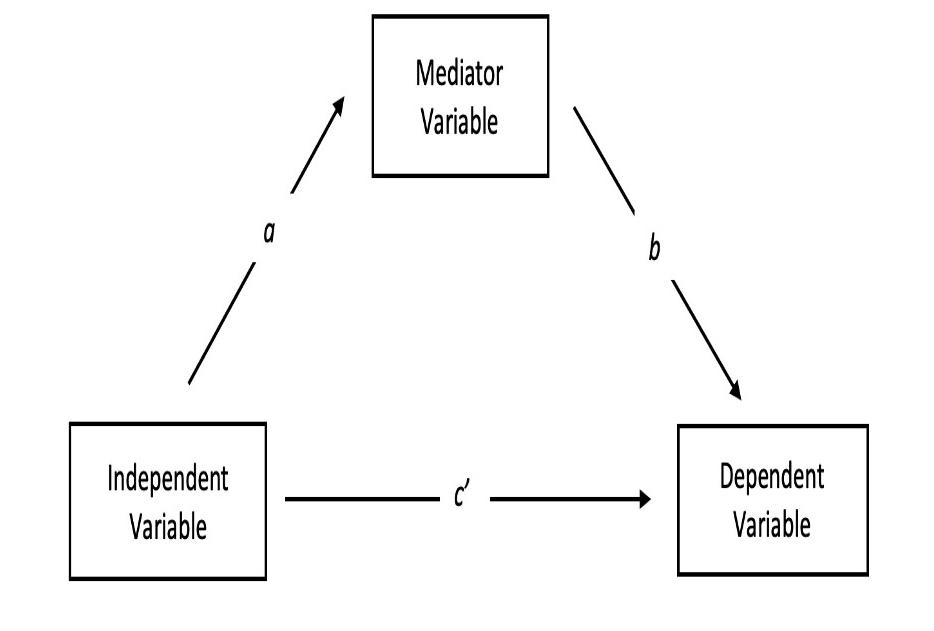 Mediator
Variable
a
b
Independent
Variable
c’
Dependent
Variable